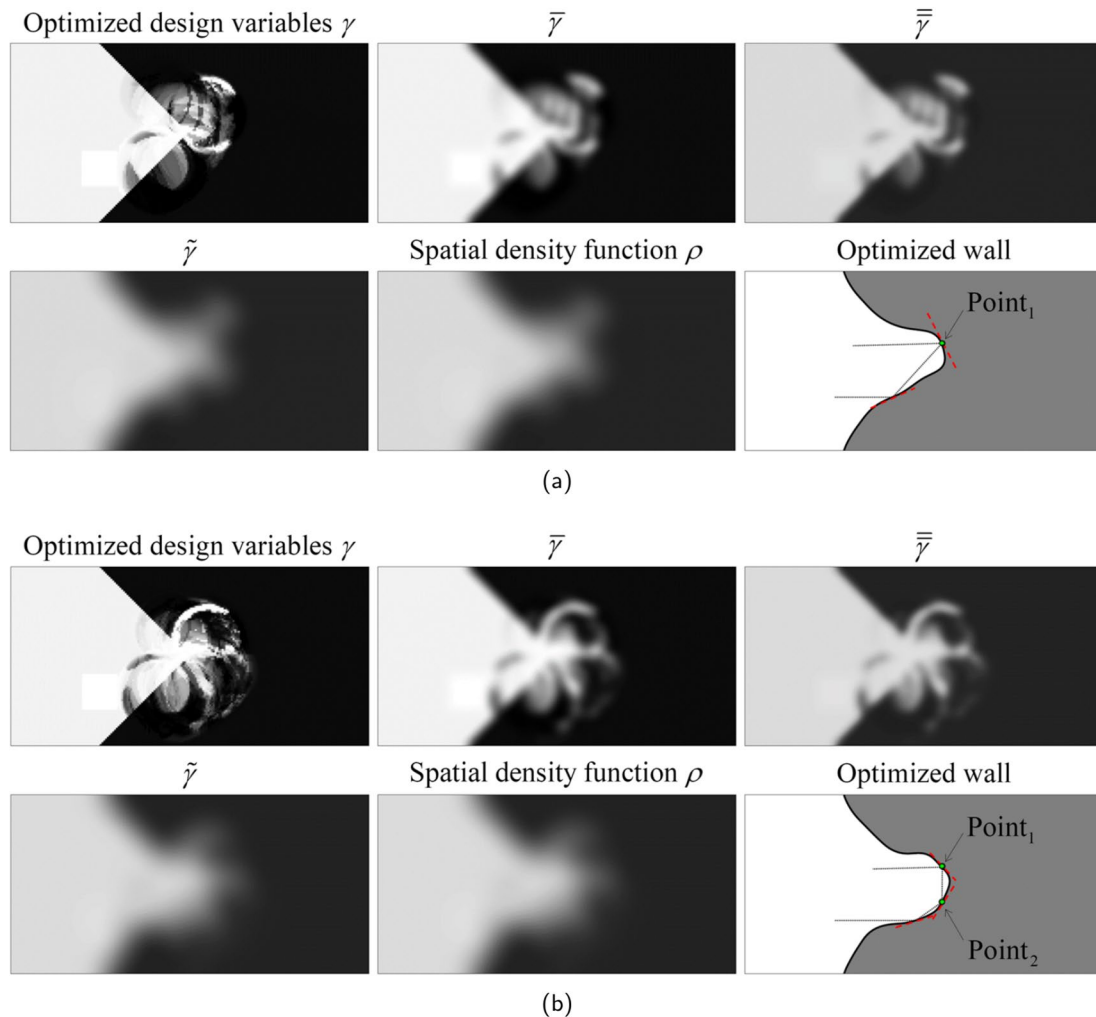 Optimized design variables γ γ̄ γ̿
γ̃ Spatial density function ρ Optimized wall
Point₁
(a)
Optimized design variables γ γ̄ γ̿
γ̃ Spatial density function ρ Optimized wall
Point₁
Point₂
(b)